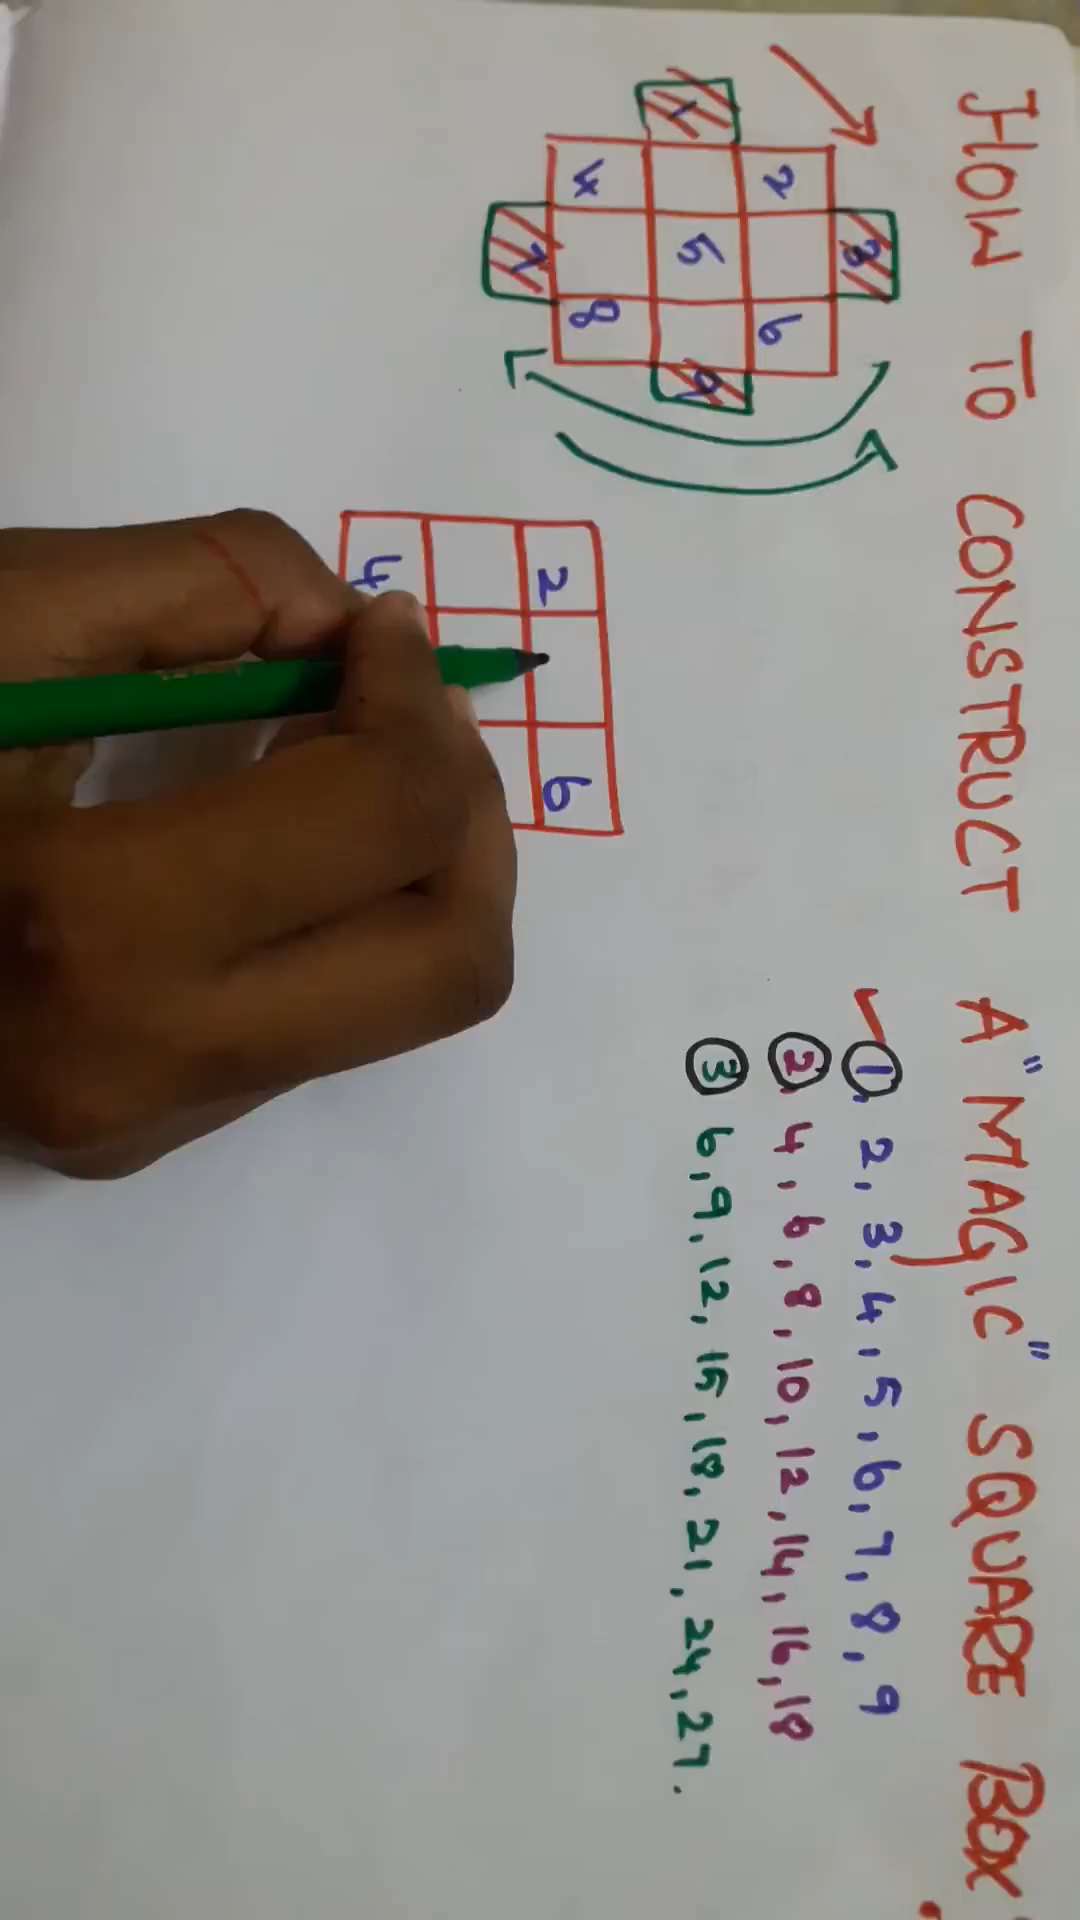 HOW TO CONSTRUCT A "MAGIC" SQUARE BOX
3
2 6
1 5 9
4 8
7
1, 2, 3, 4, 5, 6, 7, 8, 9
2, 4, 6, 8, 10, 12, 14, 16, 18
3 6, 9, 12, 15, 18, 21, 24, 27.
2 6
4